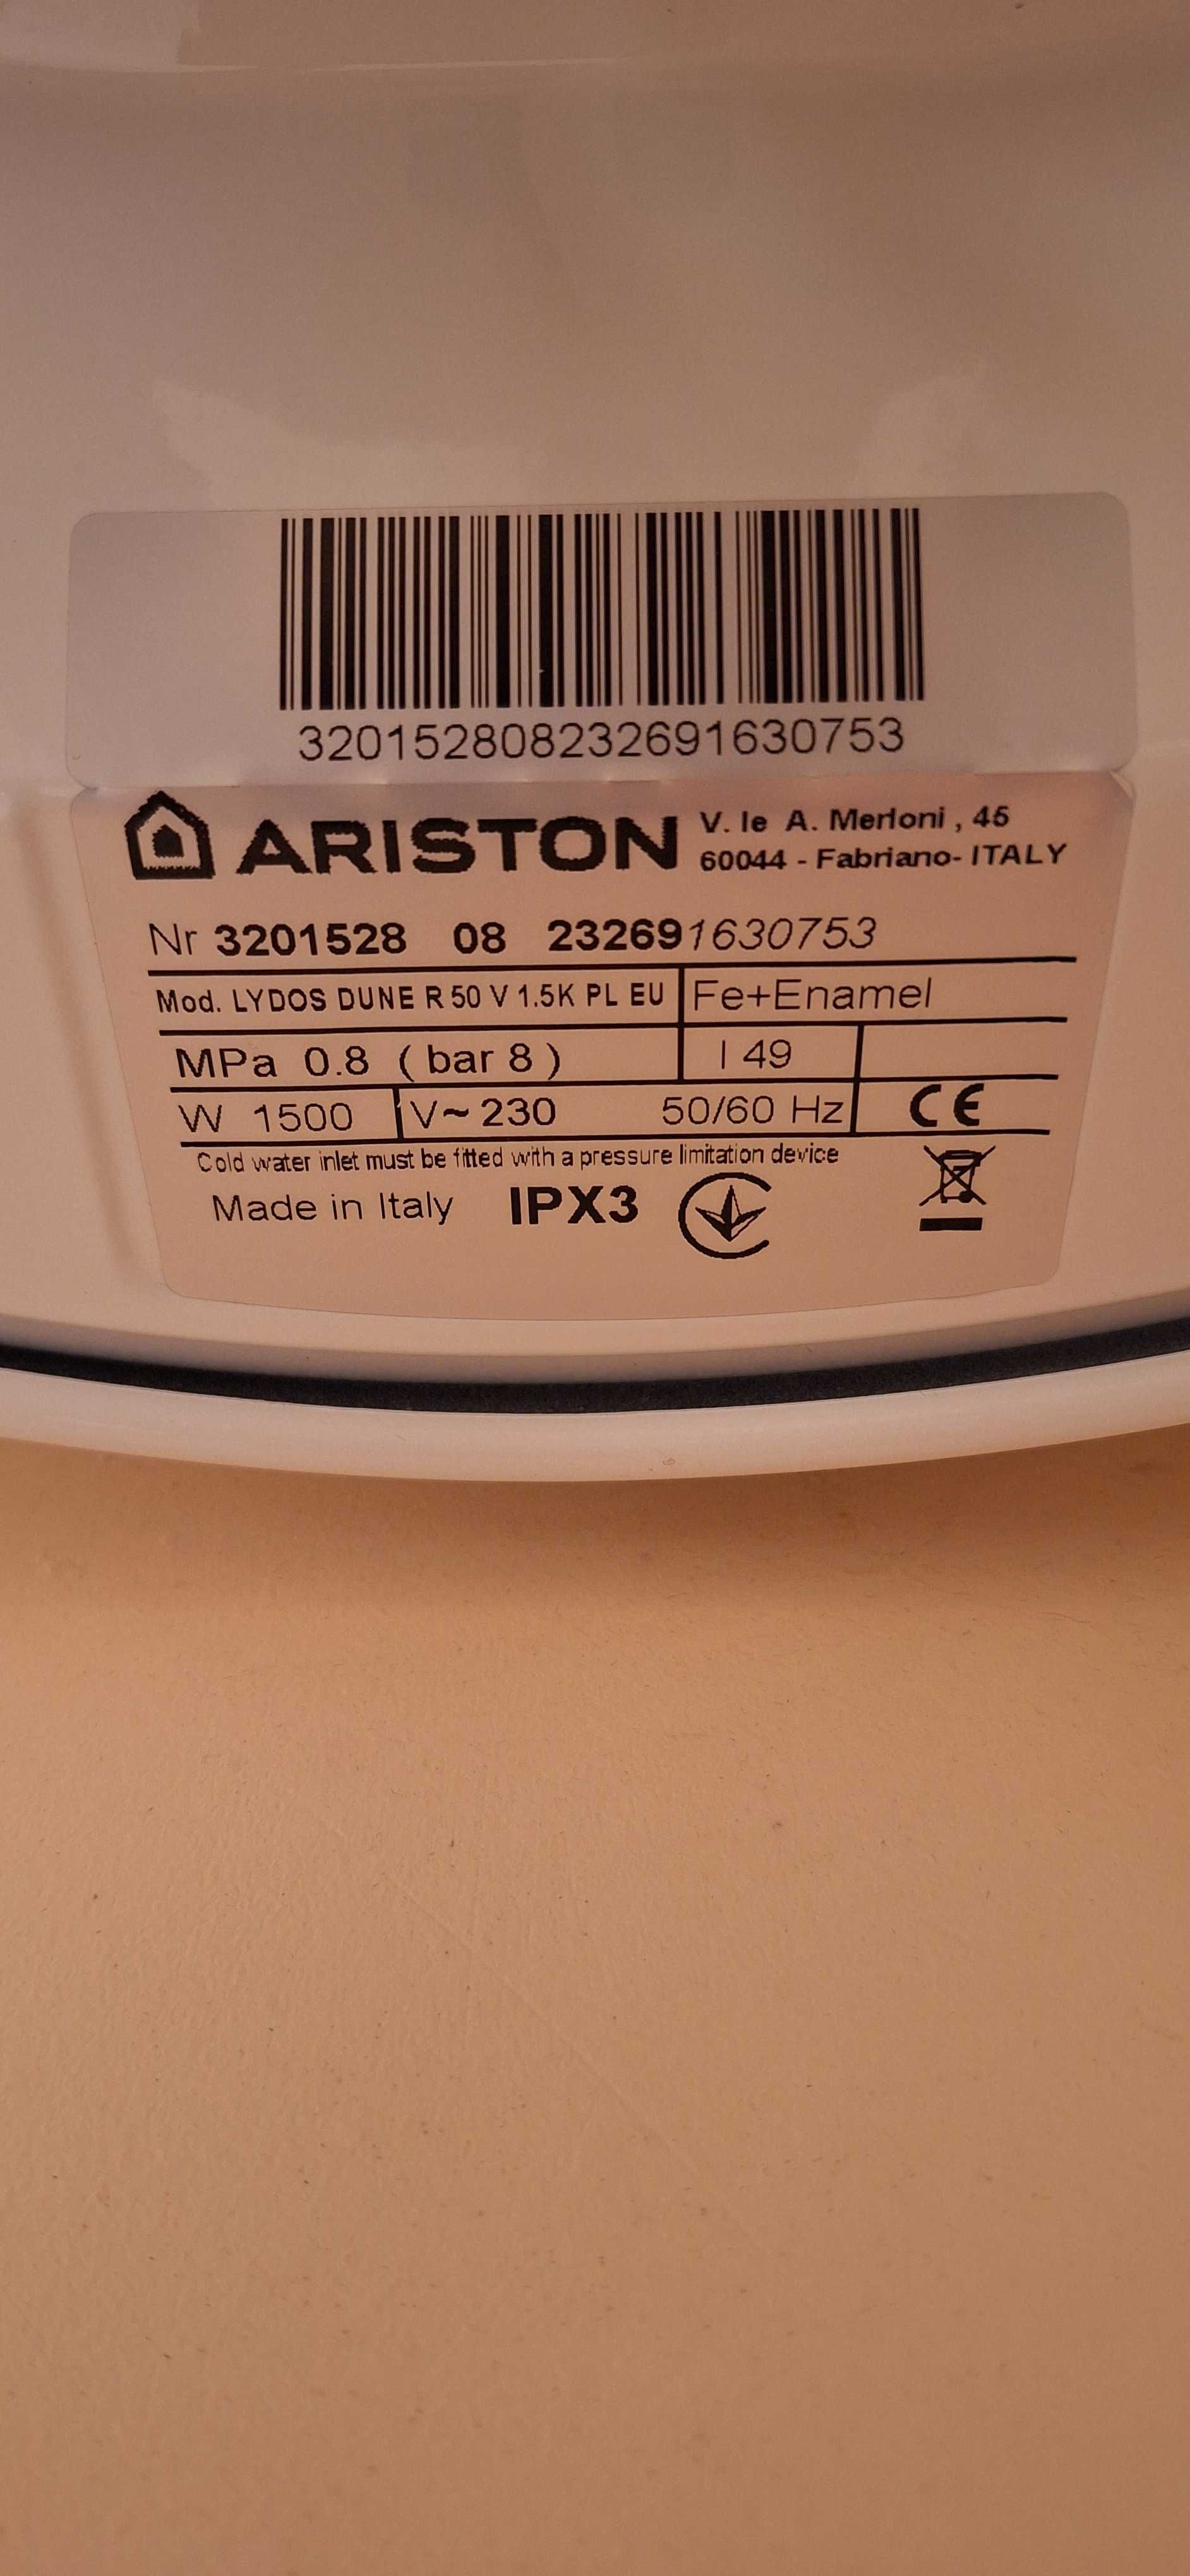 320152808232691630753
ARISTON
V. le A. Merloni , 45
60044 - Fabriano- ITALY
Nr 3201528 08 232691630753
Mod. LYDOS DUNE R 50 V 1.5K PL EU
Fe+Enamel
MPa 0.8 ( bar 8 )
l 49
W 1500
V~ 230
50/60 Hz
CE
Cold water inlet must be fitted with a pressure limitation device
Made in Italy
IPX3